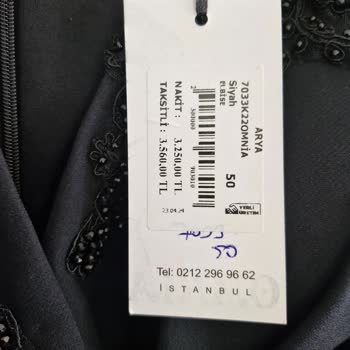 ARYA
7033K22OMNİA
Siyah
ELBİSE
50
YERLİ
ÜRETİM
NAKİT : 3.250,00 TL
TAKSİTLİ : 3.560,00 TL
Tel: 0212 296 96 62
İSTANBUL